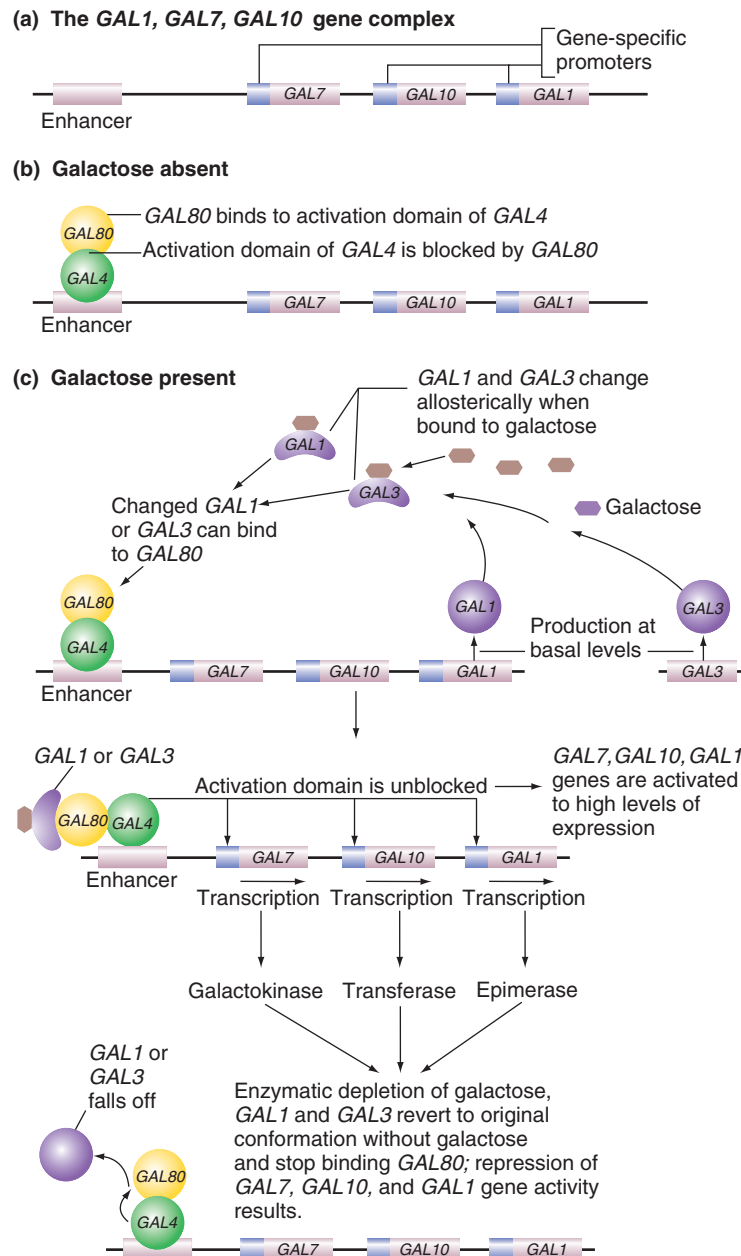 (a) The GAL1, GAL7, GAL10 gene complex
Gene-specific
promoters
GAL7
GAL10
GAL1
Enhancer
(b) Galactose absent
GAL80
GAL80 binds to activation domain of GAL4
Activation domain of GAL4 is blocked by GAL80
GAL4
GAL7
GAL10
GAL1
Enhancer
(c) Galactose present
GAL1 and GAL3 change
allosterically when
bound to galactose
GAL1
GAL3
Changed GAL1
or GAL3 can bind
to GAL80
Galactose
GAL80
GAL4
GAL1
GAL3
Production at
basal levels
GAL7
GAL10
GAL1
GAL3
Enhancer
GAL1 or GAL3
Activation domain is unblocked
GAL7, GAL10, GAL1
genes are activated
to high levels of
expression
GAL80
GAL4
GAL7
GAL10
GAL1
Enhancer
Transcription
Transcription
Transcription
Galactokinase
Transferase
Epimerase
GAL1 or
GAL3
falls off
Enzymatic depletion of galactose,
GAL1 and GAL3 revert to original
conformation without galactose
and stop binding GAL80; repression of
GAL7, GAL10, and GAL1 gene activity
results.
GAL80
GAL4
GAL7
GAL10
GAL1